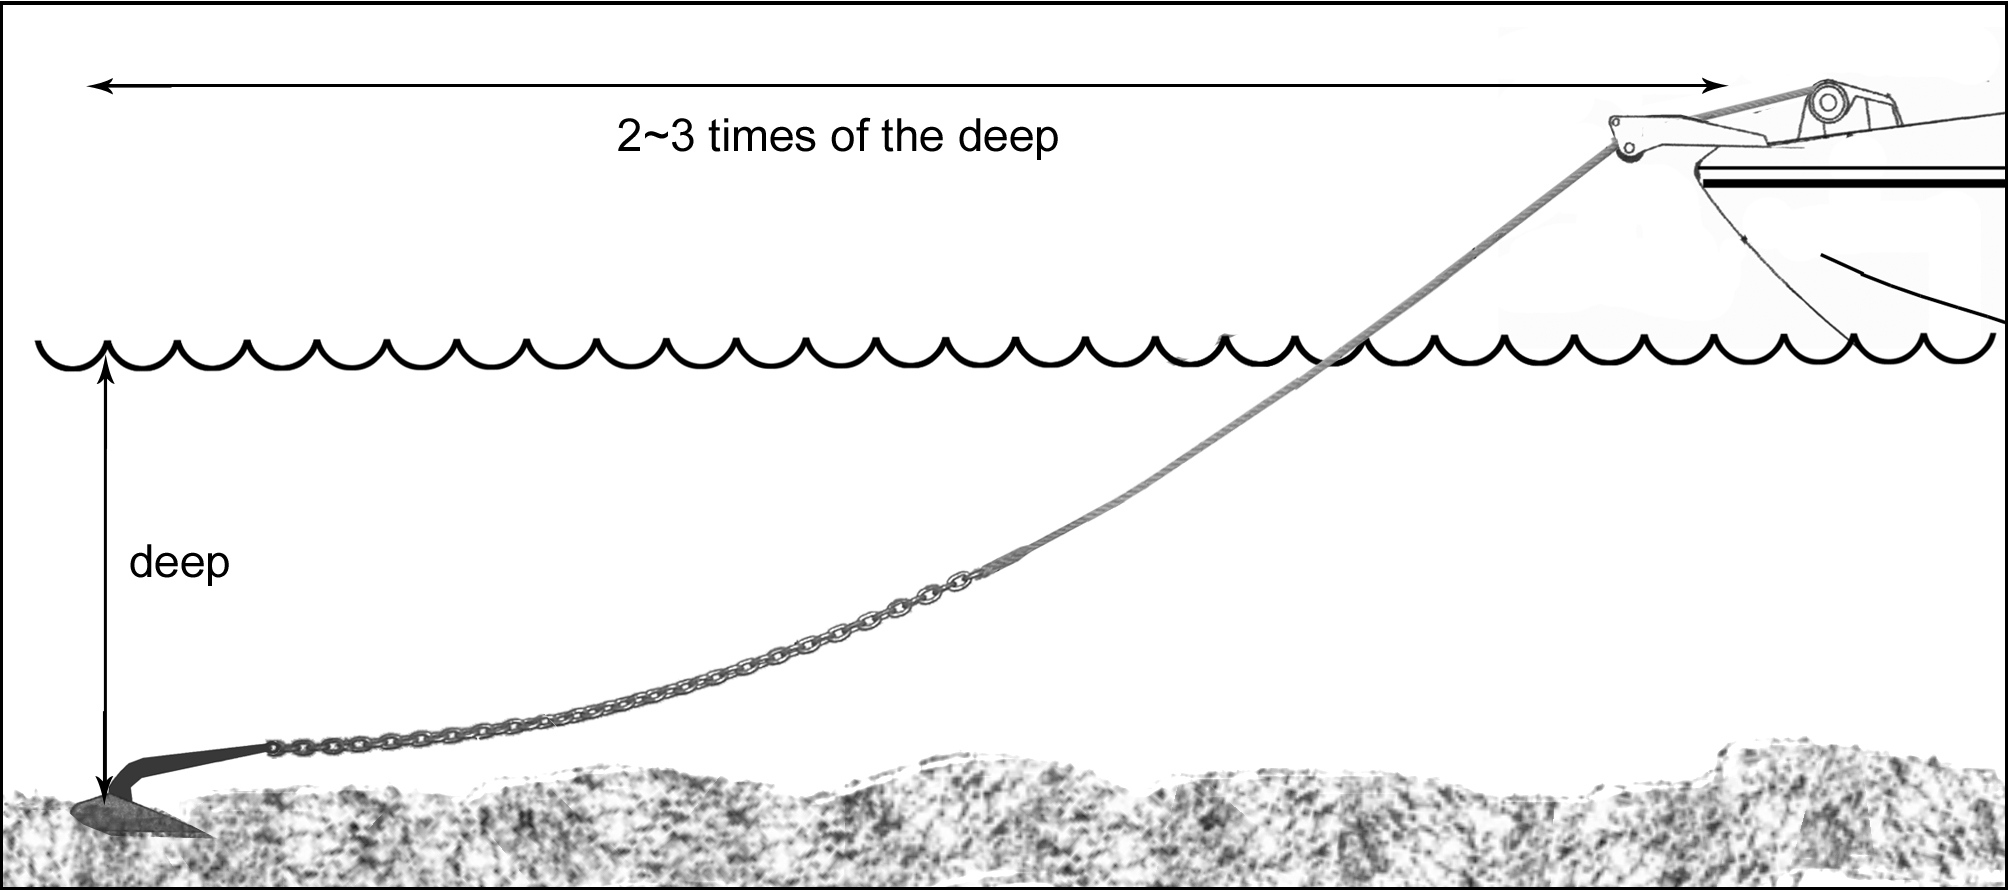 2~3 times of the deep
deep